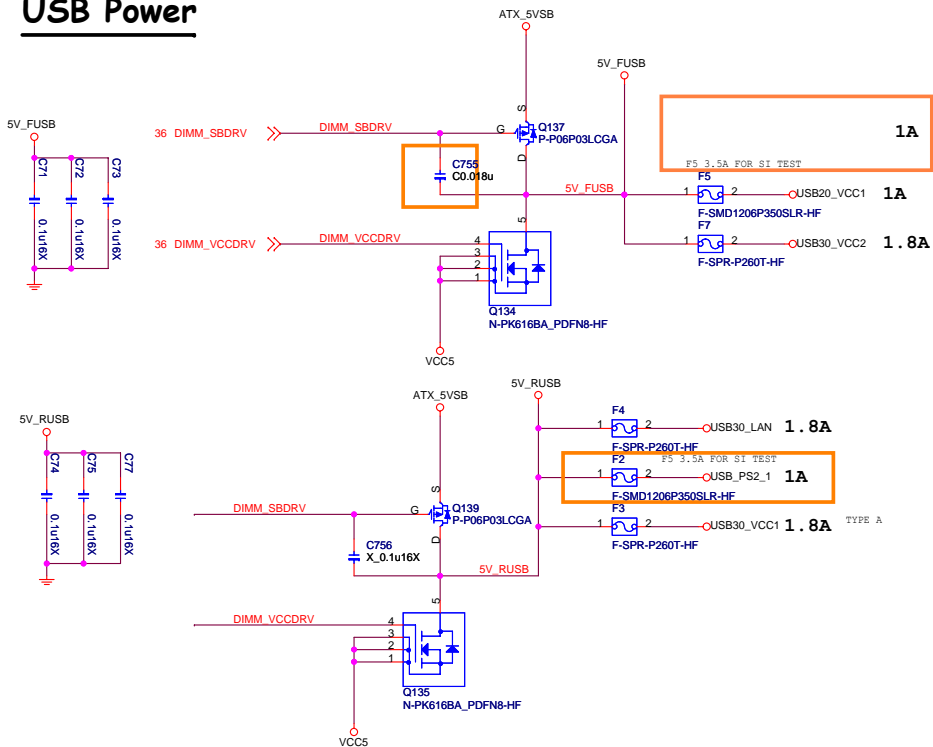 USB Power
ATX_5VSB
5V_FUSB
5V_FUSB
36 DIMM_SBDRV
DIMM_SBDRV
G
S
D
Q137
P-P06P03LCGA
1A
C71
C72
C73
0.1u16X
0.1u16X
0.1u16X
C755
C0.018u
5V_FUSB
F5 3.5A FOR SI TEST
F5
1
2
USB20_VCC1
1A
F-SMD1206P350SLR-HF
F7
1
2
USB30_VCC2
1.8A
F-SPR-P260T-HF
36 DIMM_VCCDRV
DIMM_VCCDRV
5
4
3
2
1
Q134
N-PK616BA_PDFN8-HF
VCC5
ATX_5VSB
5V_RUSB
5V_RUSB
C74
C75
C77
0.1u16X
0.1u16X
0.1u16X
F4
1
2
USB30_LAN
1.8A
F-SPR-P260T-HF
F5 3.5A FOR SI TEST
F2
1
2
USB_PS2_1
1A
F-SMD1206P350SLR-HF
F3
1
2
USB30_VCC1
1.8A
TYPE A
F-SPR-P260T-HF
DIMM_SBDRV
G
S
D
Q139
P-P06P03LCGA
C756
X_0.1u16X
5V_RUSB
DIMM_VCCDRV
5
4
3
2
1
Q135
N-PK616BA_PDFN8-HF
VCC5